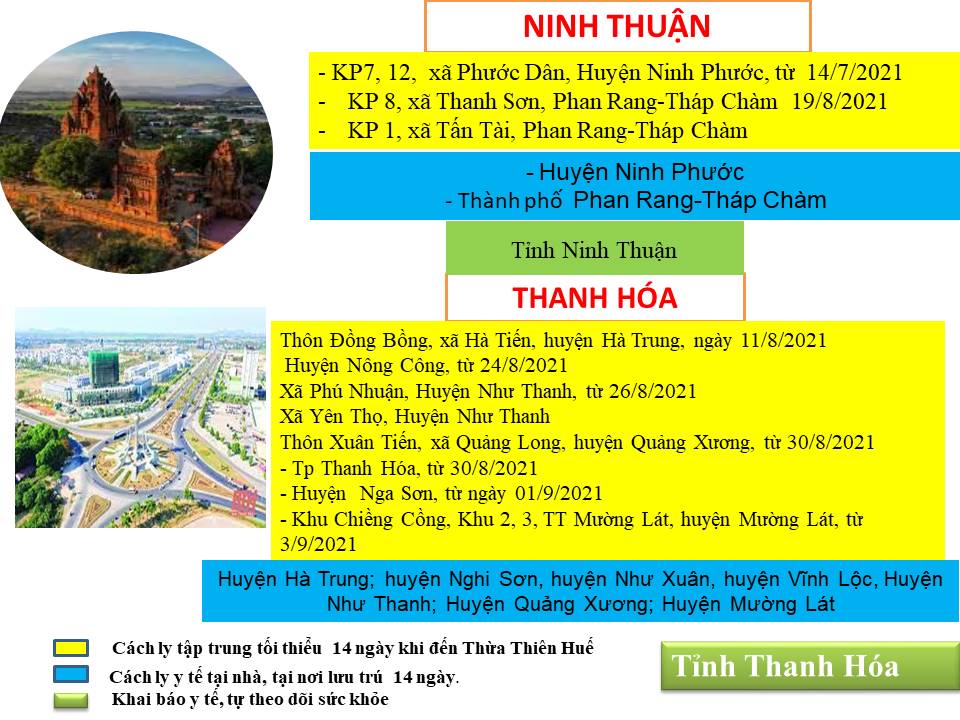 NINH THUẬN
- KP7, 12, xã Phước Dân, Huyện Ninh Phước, từ 14/7/2021
- KP 8, xã Thanh Sơn, Phan Rang-Tháp Chàm 19/8/2021
- KP 1, xã Tấn Tài, Phan Rang-Tháp Chàm
- Huyện Ninh Phước
- Thành phố Phan Rang-Tháp Chàm
Tỉnh Ninh Thuận
THANH HÓA
Thôn Đồng Bồng, xã Hà Tiến, huyện Hà Trung, ngày 11/8/2021
Huyện Nông Cống, từ 24/8/2021
Xã Phú Nhuận, Huyện Như Thanh, từ 26/8/2021
Xã Yên Thọ, Huyện Như Thanh
Thôn Xuân Tiến, xã Quảng Long, huyện Quảng Xương, từ 30/8/2021
- Tp Thanh Hóa, từ 30/8/2021
- Huyện Nga Sơn, từ ngày 01/9/2021
- Khu Chiềng Cồng, Khu 2, 3, TT Mường Lát, huyện Mường Lát, từ
3/9/2021
Huyện Hà Trung; huyện Nghi Sơn, huyện Như Xuân, huyện Vĩnh Lộc, Huyện
Như Thanh; Huyện Quảng Xương; Huyện Mường Lát
Cách ly tập trung tối thiểu 14 ngày khi đến Thừa Thiên Huế
Cách ly y tế tại nhà, tại nơi lưu trú 14 ngày.
Khai báo y tế, tự theo dõi sức khỏe
Tỉnh Thanh Hóa